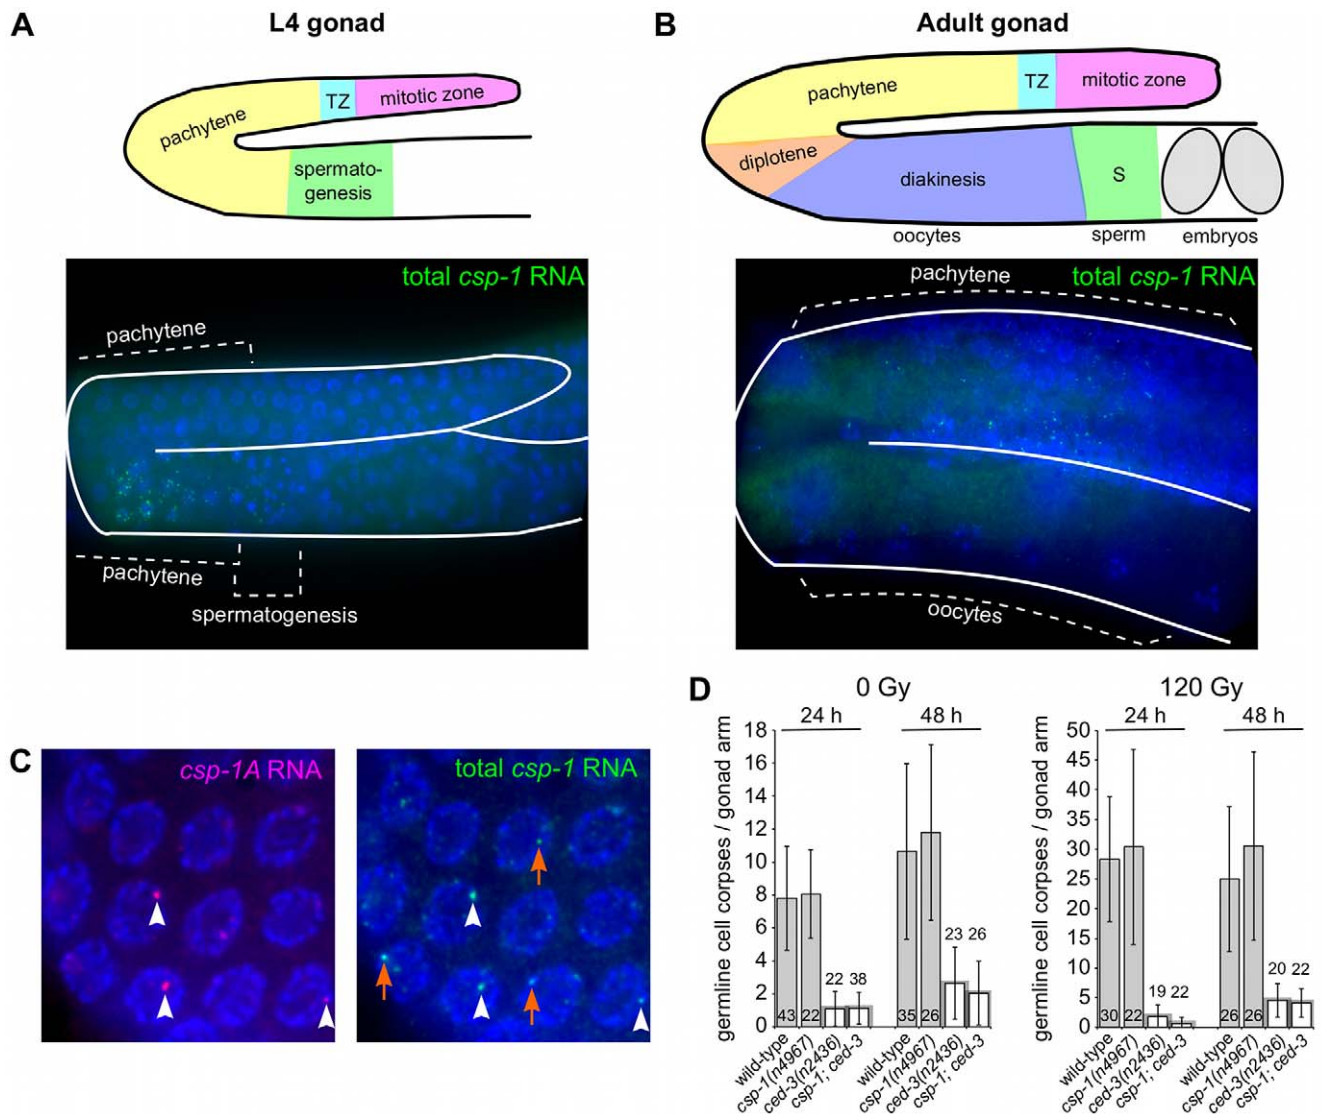 A
L4 gonad
pachytene
TZ
mitotic zone
spermato-
genesis
total csp-1 RNA
pachytene
pachytene
spermatogenesis
B
Adult gonad
pachytene
TZ
mitotic zone
diplotene
diakinesis
S
oocytes
sperm
embryos
pachytene
total csp-1 RNA
oocytes
C
csp-1A RNA
total csp-1 RNA
D
0 Gy
24 h
48 h
germline cell corpses / gonad arm
18
16
14
12
10
8
6
4
2
0
43
22
22
38
35
26
23
26
wild-type
csp-1(n4967)
ced-3(n2436)
csp-1; ced-3
wild-type
csp-1(n4967)
ced-3(n2436)
csp-1; ced-3
120 Gy
24 h
48 h
germline cell corpses / gonad arm
50
45
40
35
30
25
20
15
10
5
0
30
22
19
22
26
26
20
22
wild-type
csp-1(n4967)
ced-3(n2436)
csp-1; ced-3
wild-type
csp-1(n4967)
ced-3(n2436)
csp-1; ced-3